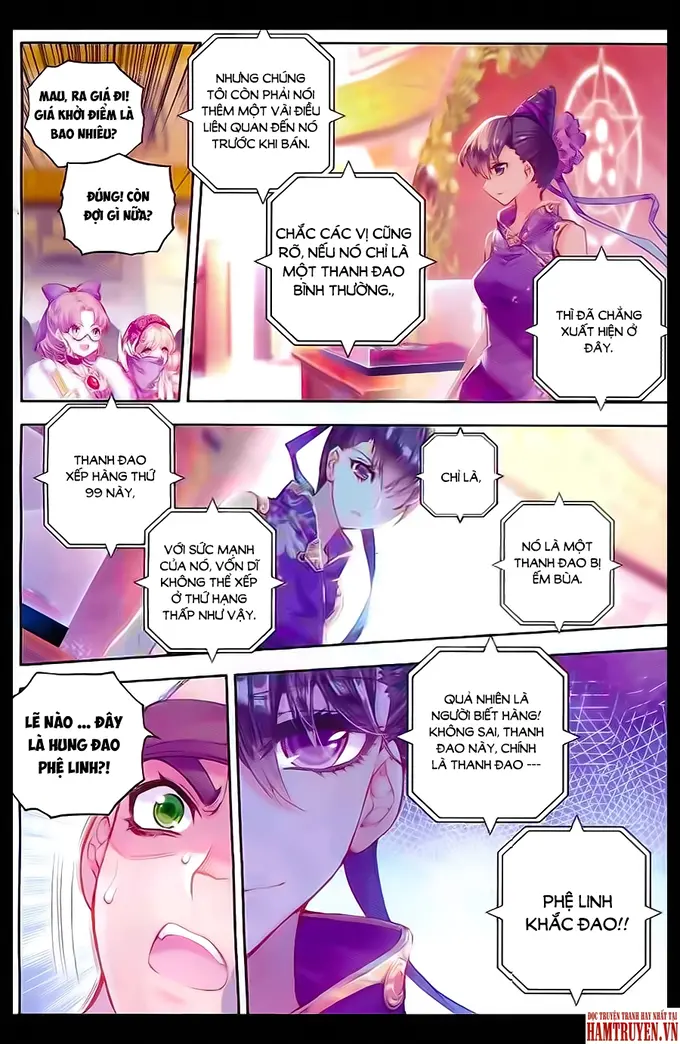 MAU, RA GIÁ ĐI!
GIÁ KHỞI ĐIỂM LÀ
BAO NHIÊU?
ĐÚNG! CÒN
ĐỢI GÌ NỮA?
NHƯNG CHÚNG
TÔI CÒN PHẢI NÓI
THÊM MỘT VÀI ĐIỀU
LIÊN QUAN ĐẾN NÓ
TRƯỚC KHI BÁN.
CHẮC CÁC VỊ CŨNG
RÕ, NẾU NÓ CHỈ LÀ
MỘT THANH ĐAO
BÌNH THƯỜNG.,
THÌ ĐÃ CHẲNG
XUẤT HIỆN Ở
ĐÂY.
THANH ĐAO
XẾP HÀNG THỨ
99 NÀY,
VỚI SỨC MẠNH
CỦA NÓ, VỐN DĨ
KHÔNG THỂ XẾP
Ở THỨ HẠNG
THẤP NHƯ VẬY.
CHỈ LÀ,
NÓ LÀ MỘT
THANH ĐAO BỊ
ẾM BÙA.
LẼ NÀO ... ĐÂY
LÀ HUNG ĐAO
PHỆ LINH?!
QUẢ NHIÊN LÀ
NGƯỜI BIẾT HÀNG!
KHÔNG SAI, THANH
ĐAO NÀY, CHÍNH
LÀ THANH ĐAO ---
PHỆ LINH
KHẮC ĐAO!!
ĐỌC TRUYỆN TRANH HAY NHẤT TẠI
HAMTRUYEN.VN